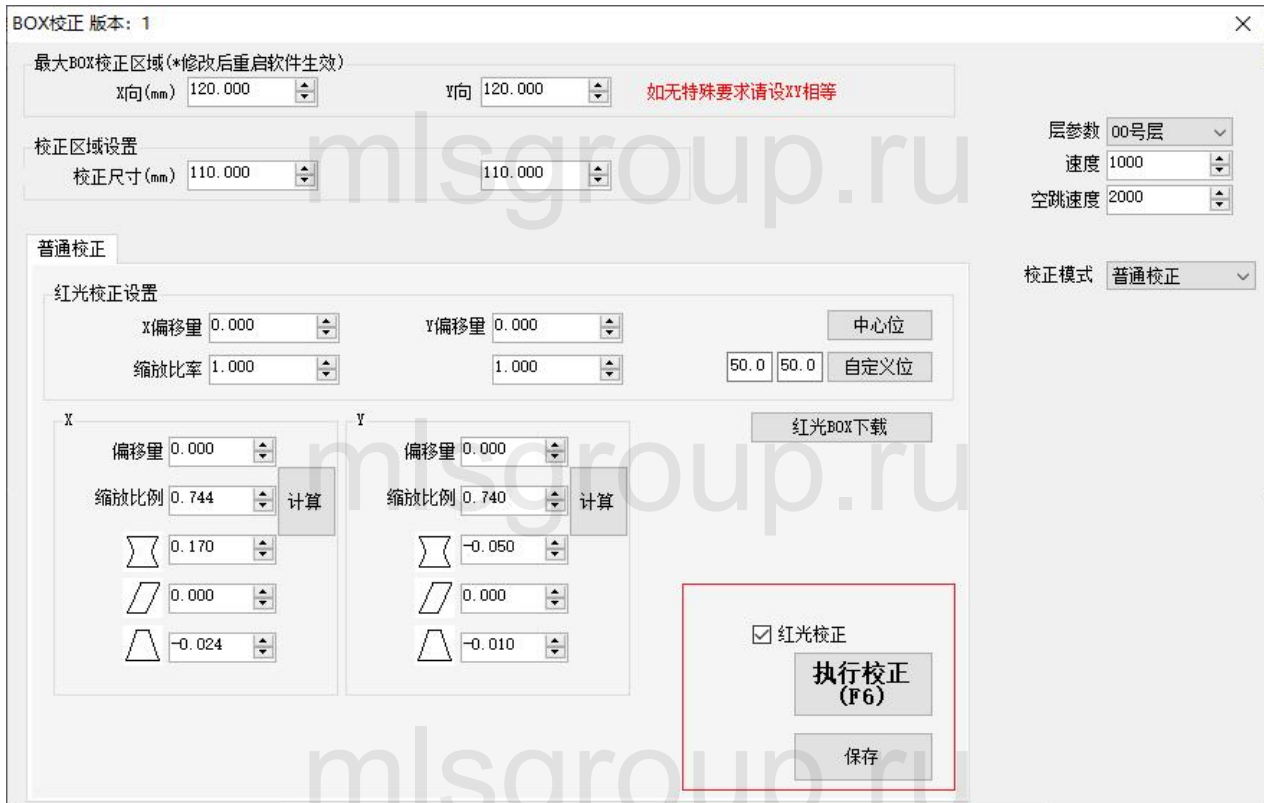 BOX校正 版本: 1
最大BOX校正区域(*修改后重启软件生效)
X向(mm) 120.000 Y向 120.000 如无特殊要求请设XY相等
层参数 00号层
校正区域设置
速度 1000
校正尺寸(mm) 110.000 110.000
空跳速度 2000
普通校正
校正模式 普通校正
红光校正设置
X偏移量 0.000 Y偏移量 0.000 中心位
缩放比率 1.000 1.000 50.0 50.0 自定义位
X Y 红光BOX下载
偏移量 0.000 偏移量 0.000
缩放比例 0.744 计算 缩放比例 0.740 计算
0.170 -0.050
0.000 0.000
-0.024 -0.010
红光校正
执行校正
(F6)
保存
mlsgroup.ru
mlsgroup.ru
mlsgroup.ru